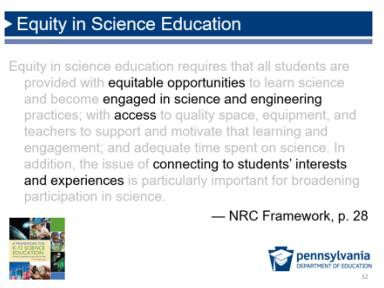 Equity in Science Education
Equity in science education requires that all students are
provided with equitable opportunities to learn science
and become engaged in science and engineering
practices; with access to quality space, equipment, and
teachers to support and motivate that learning and
engagement; and adequate time spent on science. In
addition, the issue of connecting to students' interests
and experiences is particularly important for broadening
participation in science.
— NRC Framework, p. 28
A FRAMEWORK FOR
K-12 SCIENCE
EDUCATION
pennsylvania
DEPARTMENT OF EDUCATION
32